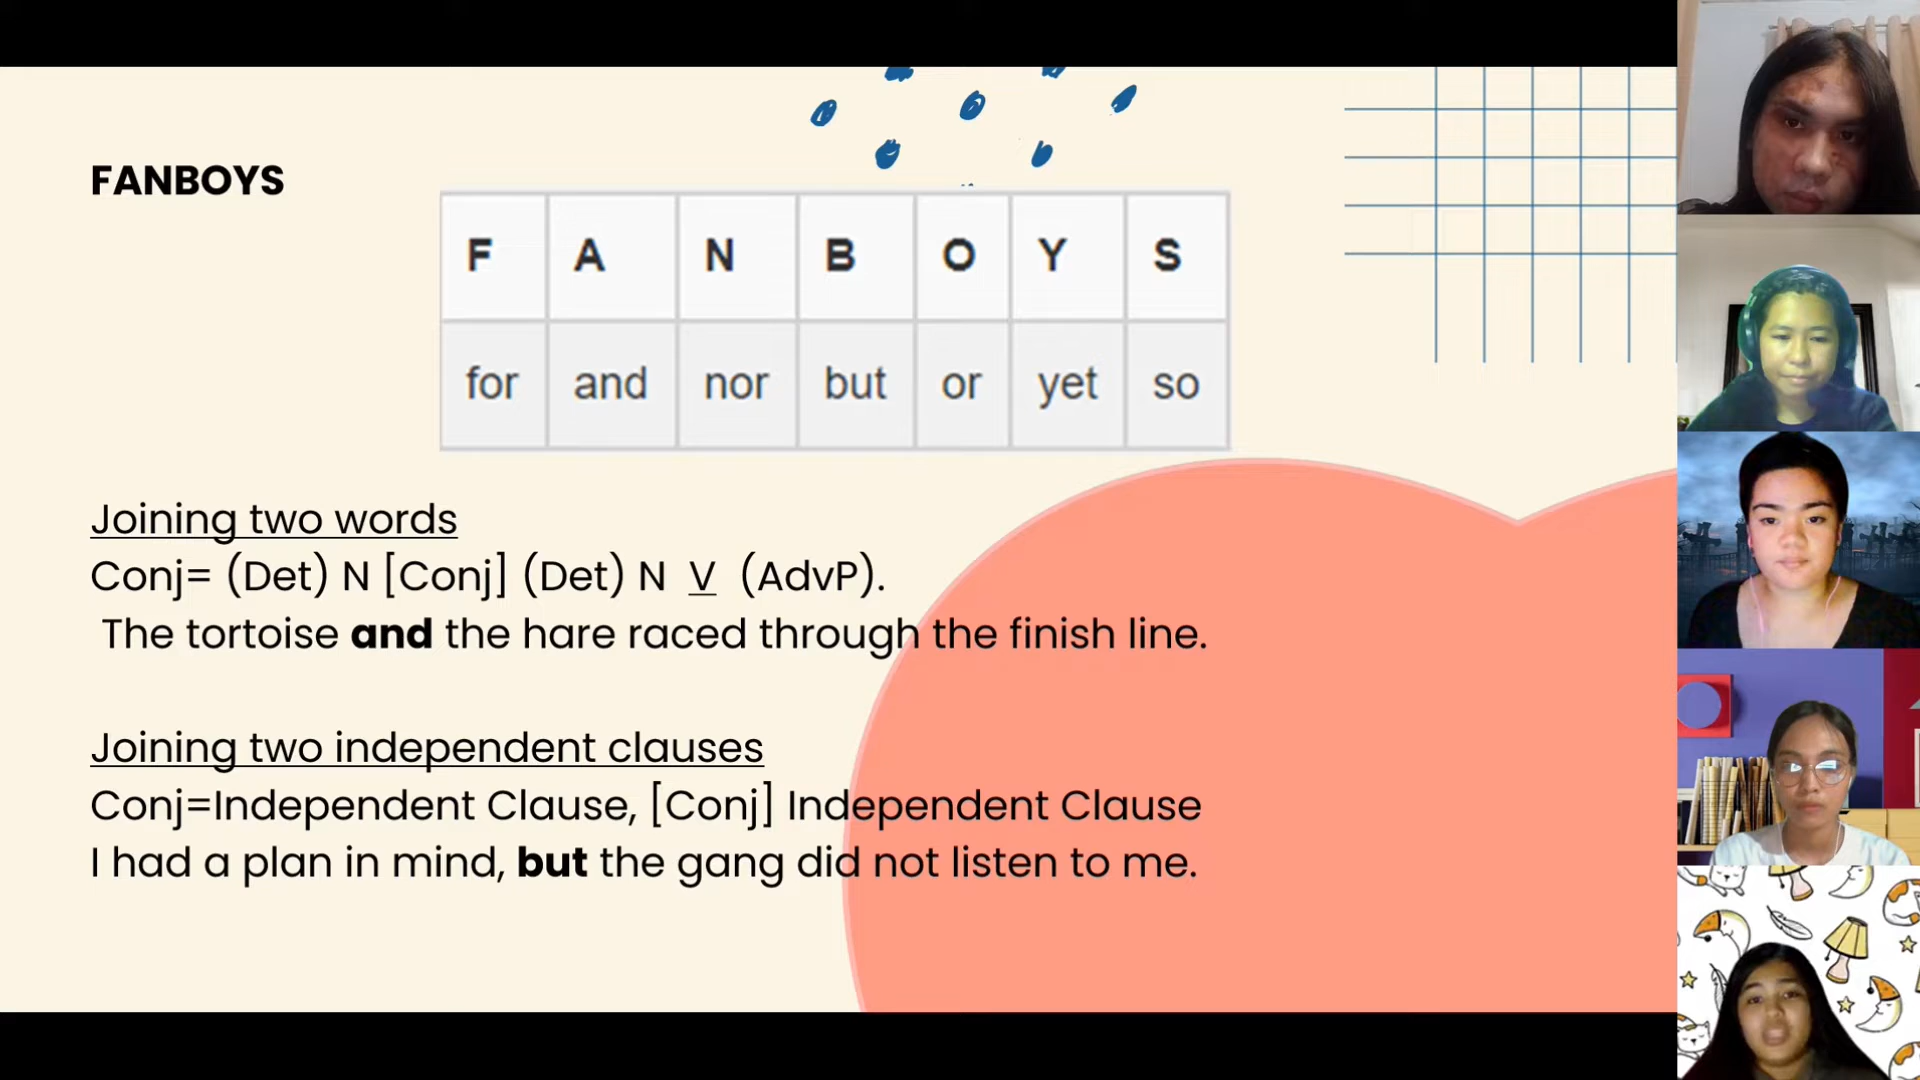 FANBOYS
F A N B O Y S
for and nor but or yet so
Joining two words
Conj= (Det) N [Conj] (Det) N V (AdvP).
The tortoise and the hare raced through the finish line.
Joining two independent clauses
Conj=Independent Clause, [Conj] Independent Clause
I had a plan in mind, but the gang did not listen to me.